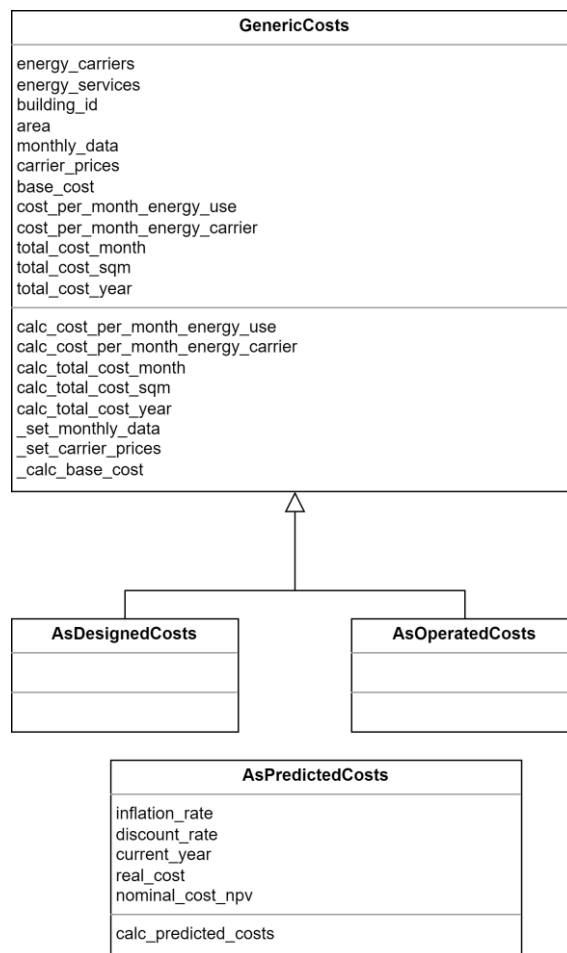 GenericCosts
energy_carriers
energy_services
building_id
area
monthly_data
carrier_prices
base_cost
cost_per_month_energy_use
cost_per_month_energy_carrier
total_cost_month
total_cost_sqm
total_cost_year
calc_cost_per_month_energy_use
calc_cost_per_month_energy_carrier
calc_total_cost_month
calc_total_cost_sqm
calc_total_cost_year
_set_monthly_data
_set_carrier_prices
_calc_base_cost
AsDesignedCosts
AsOperatedCosts
AsPredictedCosts
inflation_rate
discount_rate
current_year
real_cost
nominal_cost_npv
calc_predicted_costs